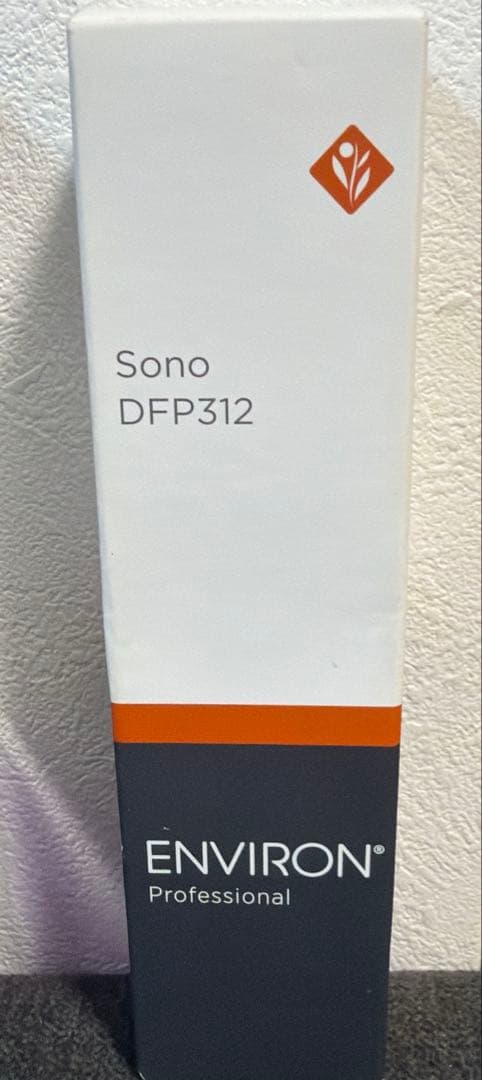 Sono
DFP312
ENVIRON®
Professional